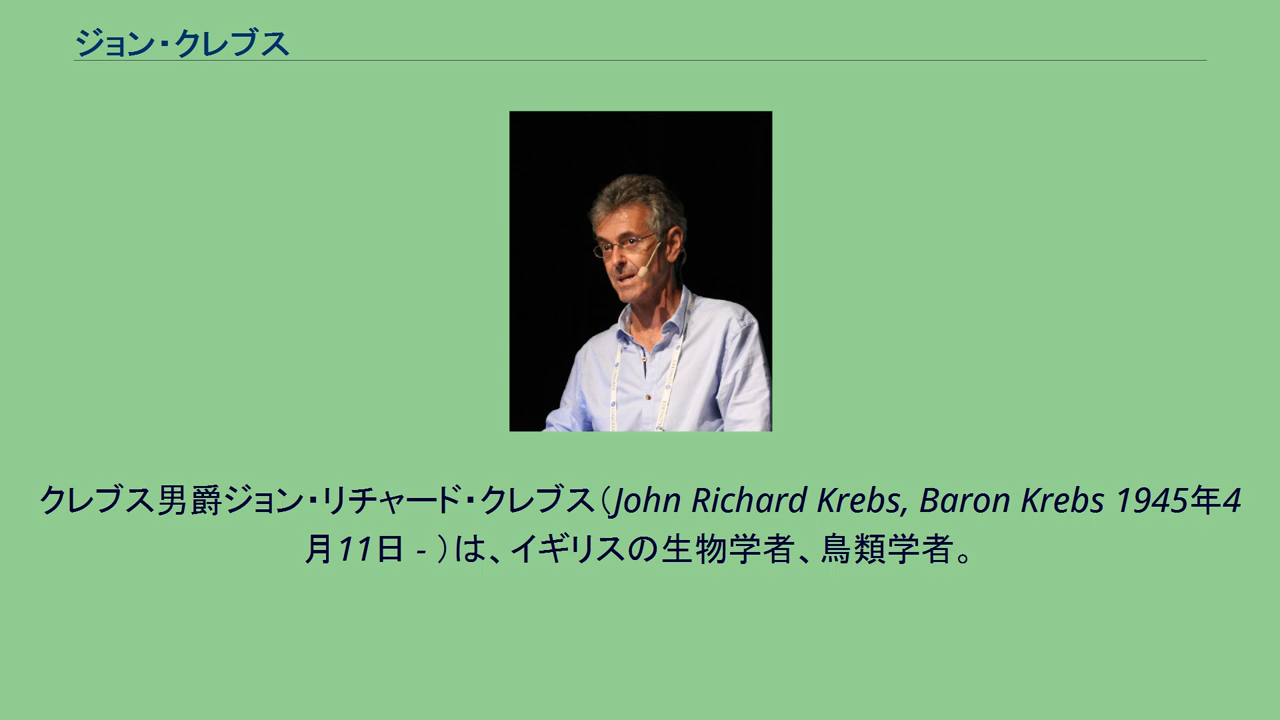 ジョン・クレブス
クレブス男爵ジョン・リチャード・クレブス（John Richard Krebs, Baron Krebs 1945年4
月11日 - ）は、イギリスの生物学者、鳥類学者。